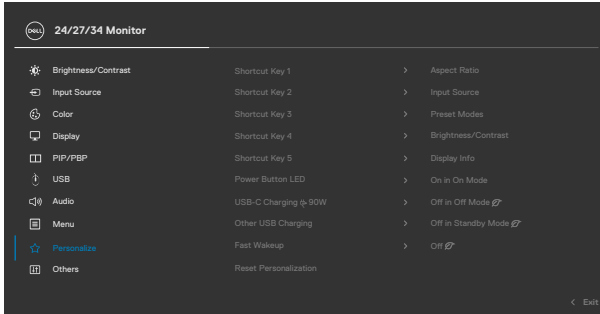 DELL 24/27/34 Monitor
Brightness/Contrast Shortcut Key 1 > Aspect Ratio
Input Source Shortcut Key 2 > Input Source
Color Shortcut Key 3 > Preset Modes
Display Shortcut Key 4 > Brightness/Contrast
PIP/PBP Shortcut Key 5 > Display Info
USB Power Button LED > On in On Mode
Audio USB-C Charging 90W > Off in Off Mode
Menu Other USB Charging > Off in Standby Mode
Personalize Fast Wakeup > Off
Others Reset Personalization
< Exit